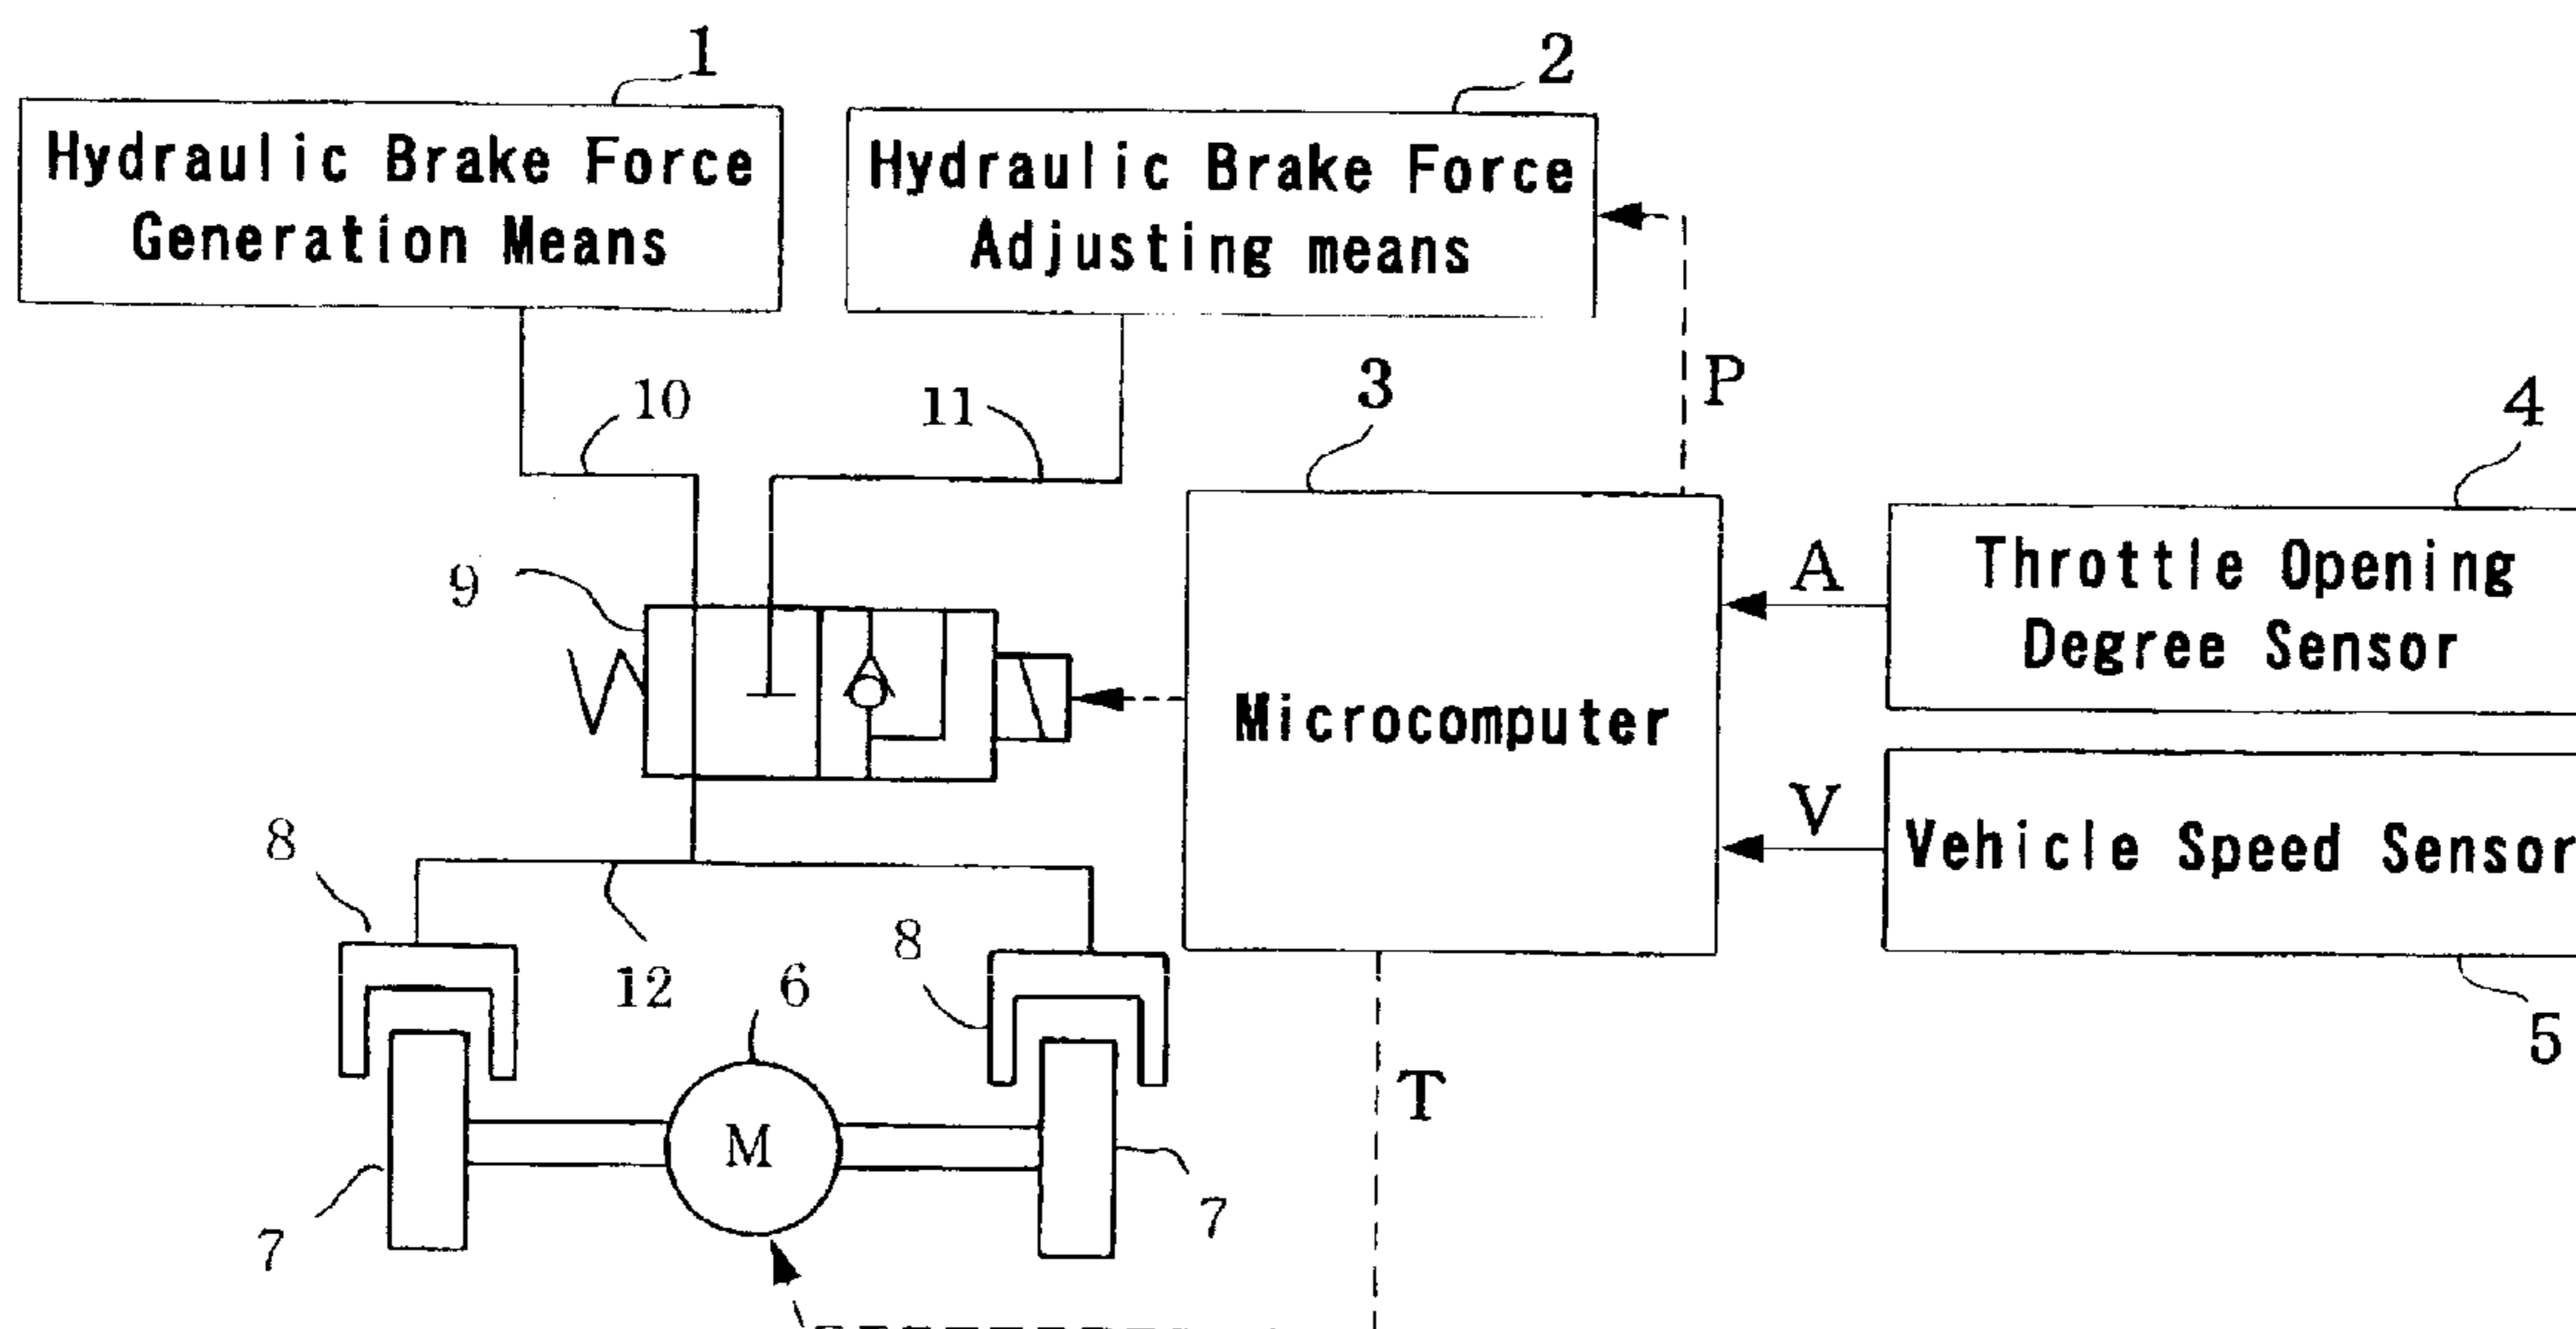 1
2
Hydraulic Brake Force
Generation Means
Hydraulic Brake Force
Adjusting means
P
10
11
3
4
9
A
Throttle Opening
Degree Sensor
Microcomputer
V
Vehicle Speed Sensor
8
8
12
6
5
T
M
7
7